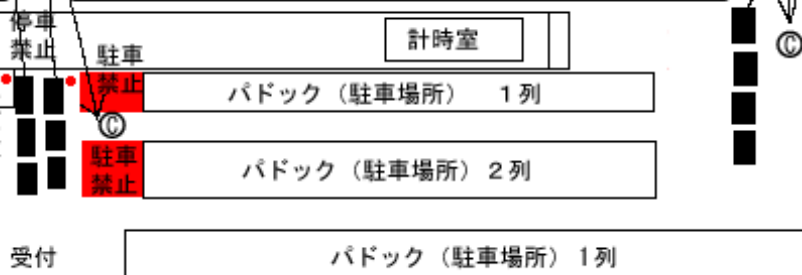 停車
禁止
計時室
Ⓒ
駐車
禁止
パドック（駐車場所）　１列
Ⓒ
駐車
禁止
パドック（駐車場所）２列
受付
パドック（駐車場所）１列